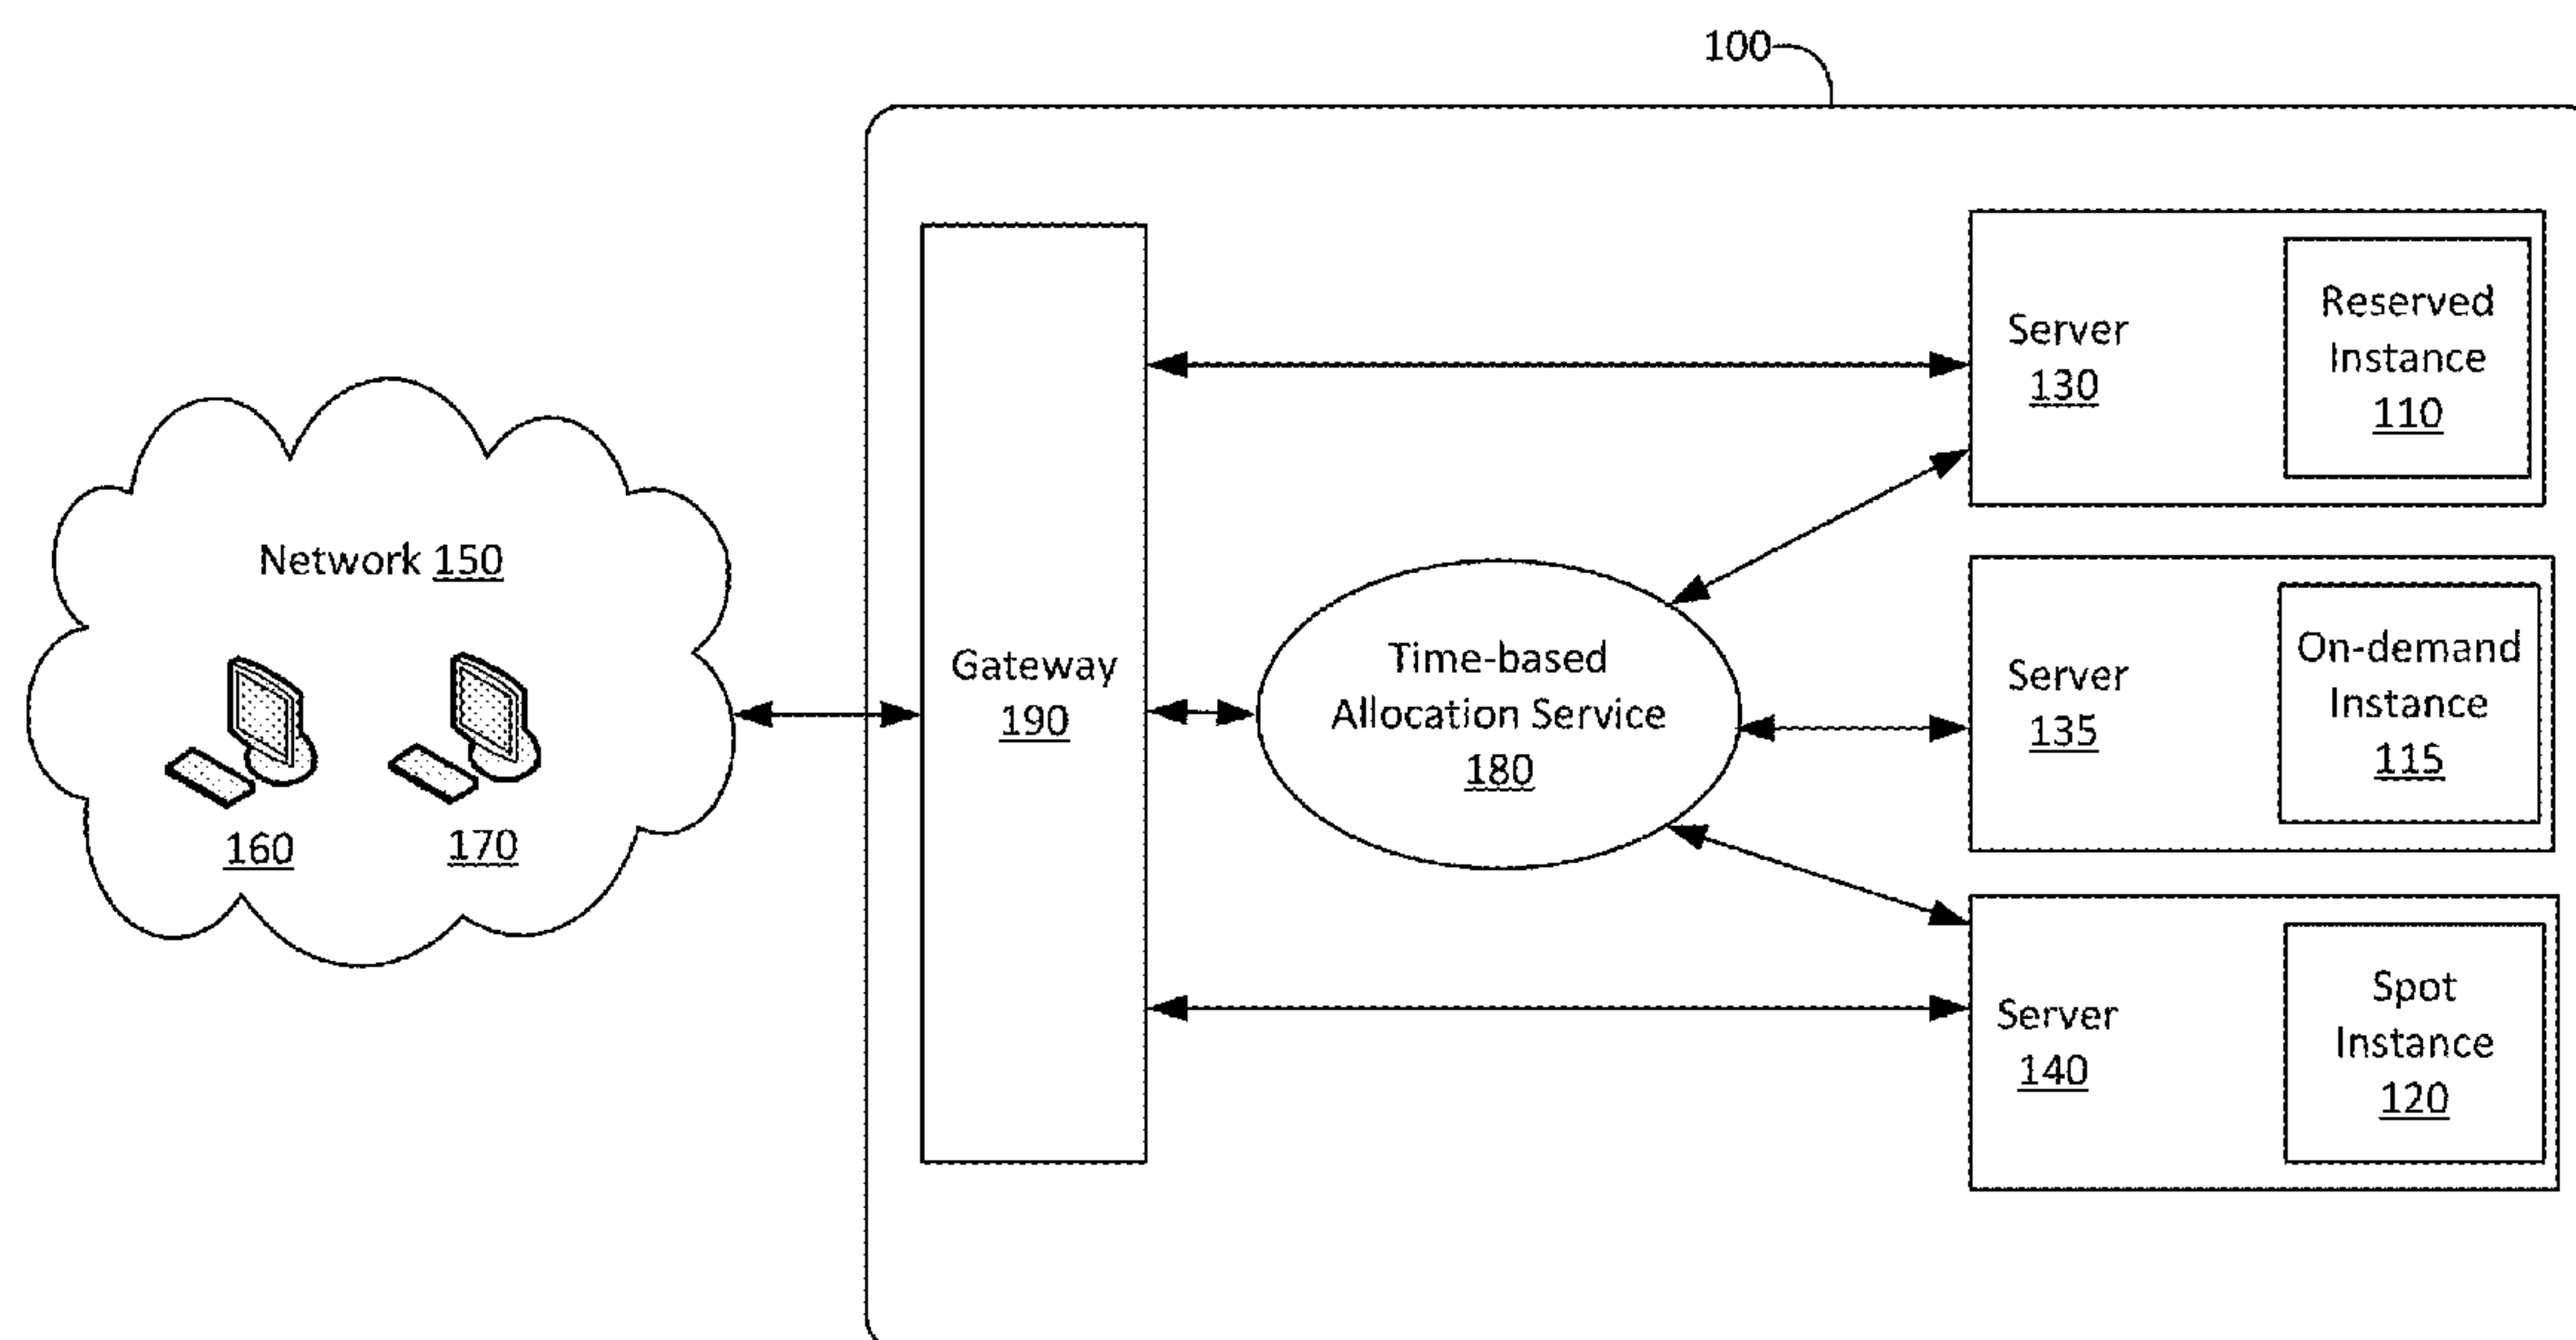 100
Network 150
160
170
Gateway
190
Time-based
Allocation Service
180
Server
130
Reserved
Instance
110
Server
135
On-demand
Instance
115
Server
140
Spot
Instance
120